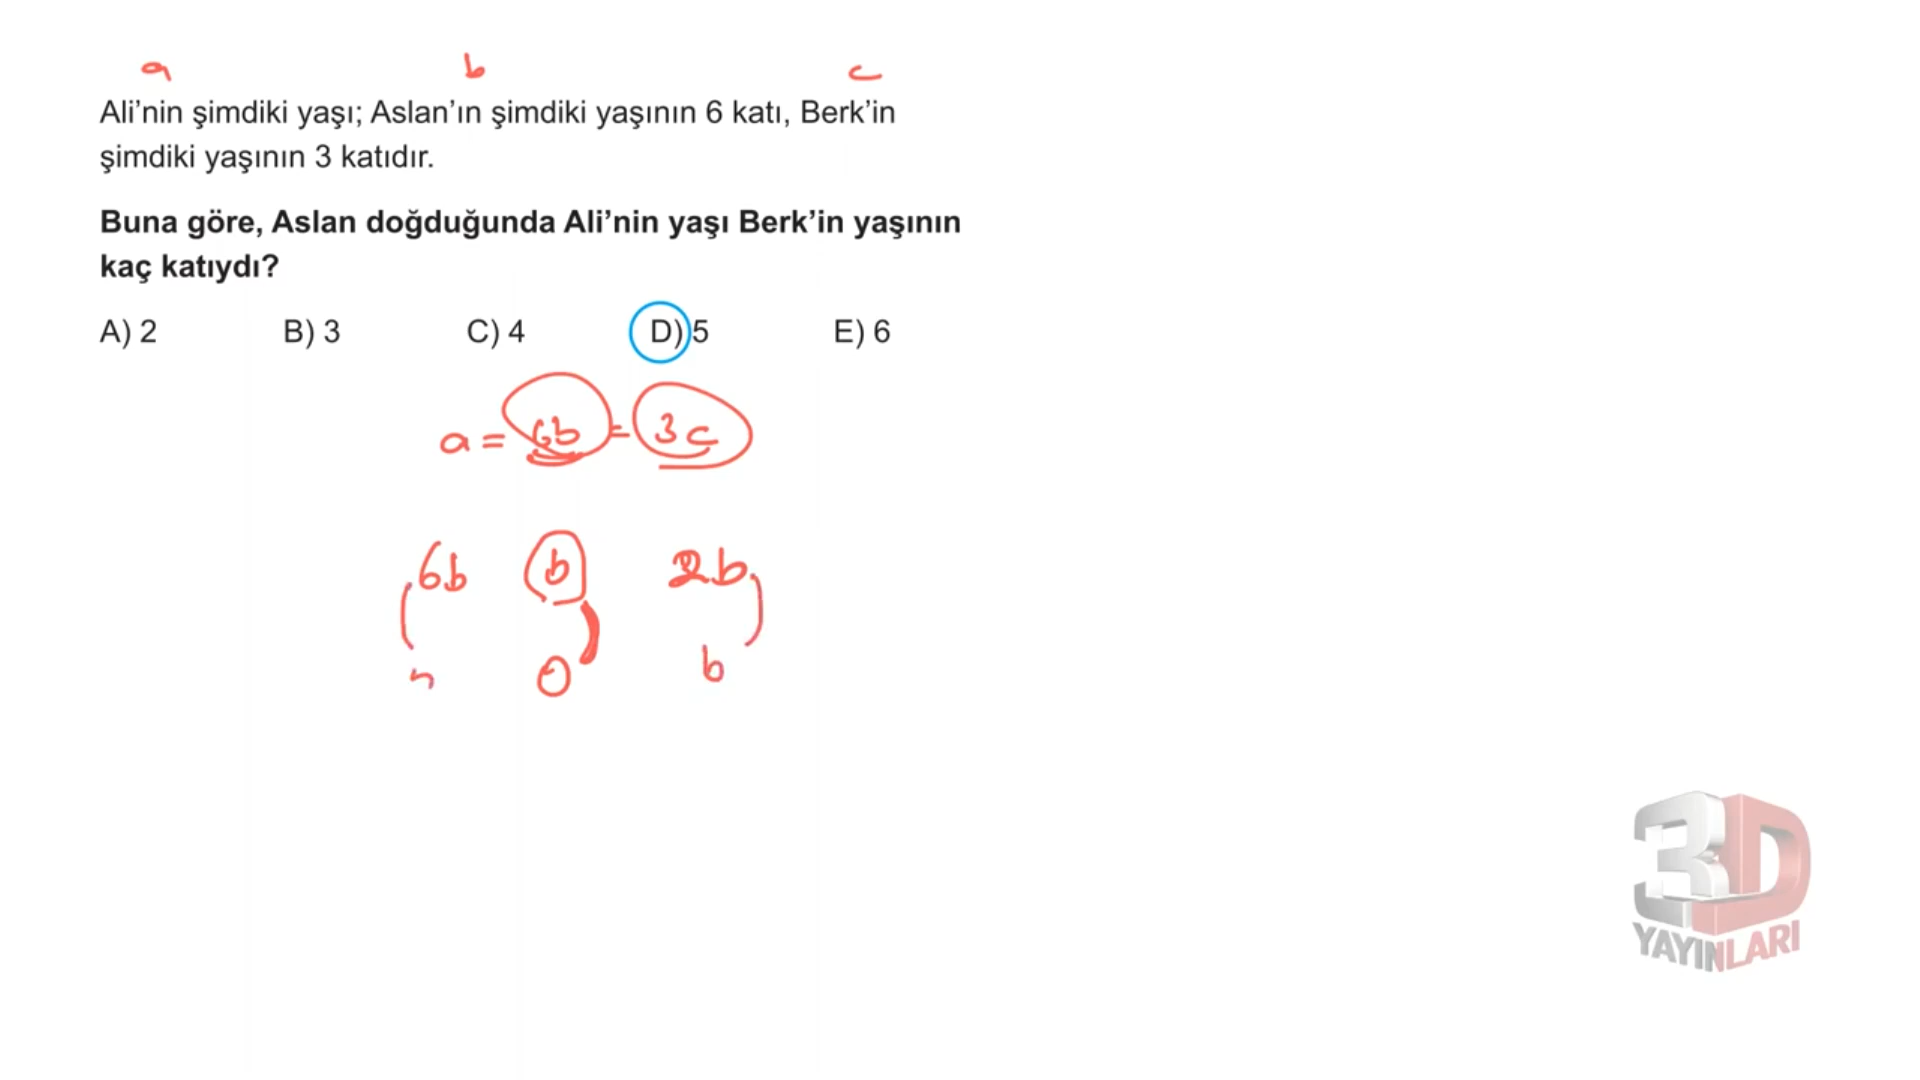 a b c
Ali’nin şimdiki yaşı; Aslan’ın şimdiki yaşının 6 katı, Berk’in
şimdiki yaşının 3 katıdır.
Buna göre, Aslan doğduğunda Ali’nin yaşı Berk’in yaşının
kaç katıydı?
A) 2 B) 3 C) 4 D) 5 E) 6
a = 6b = 3c
6b b 2b
0 b
3D
YAYINLARI